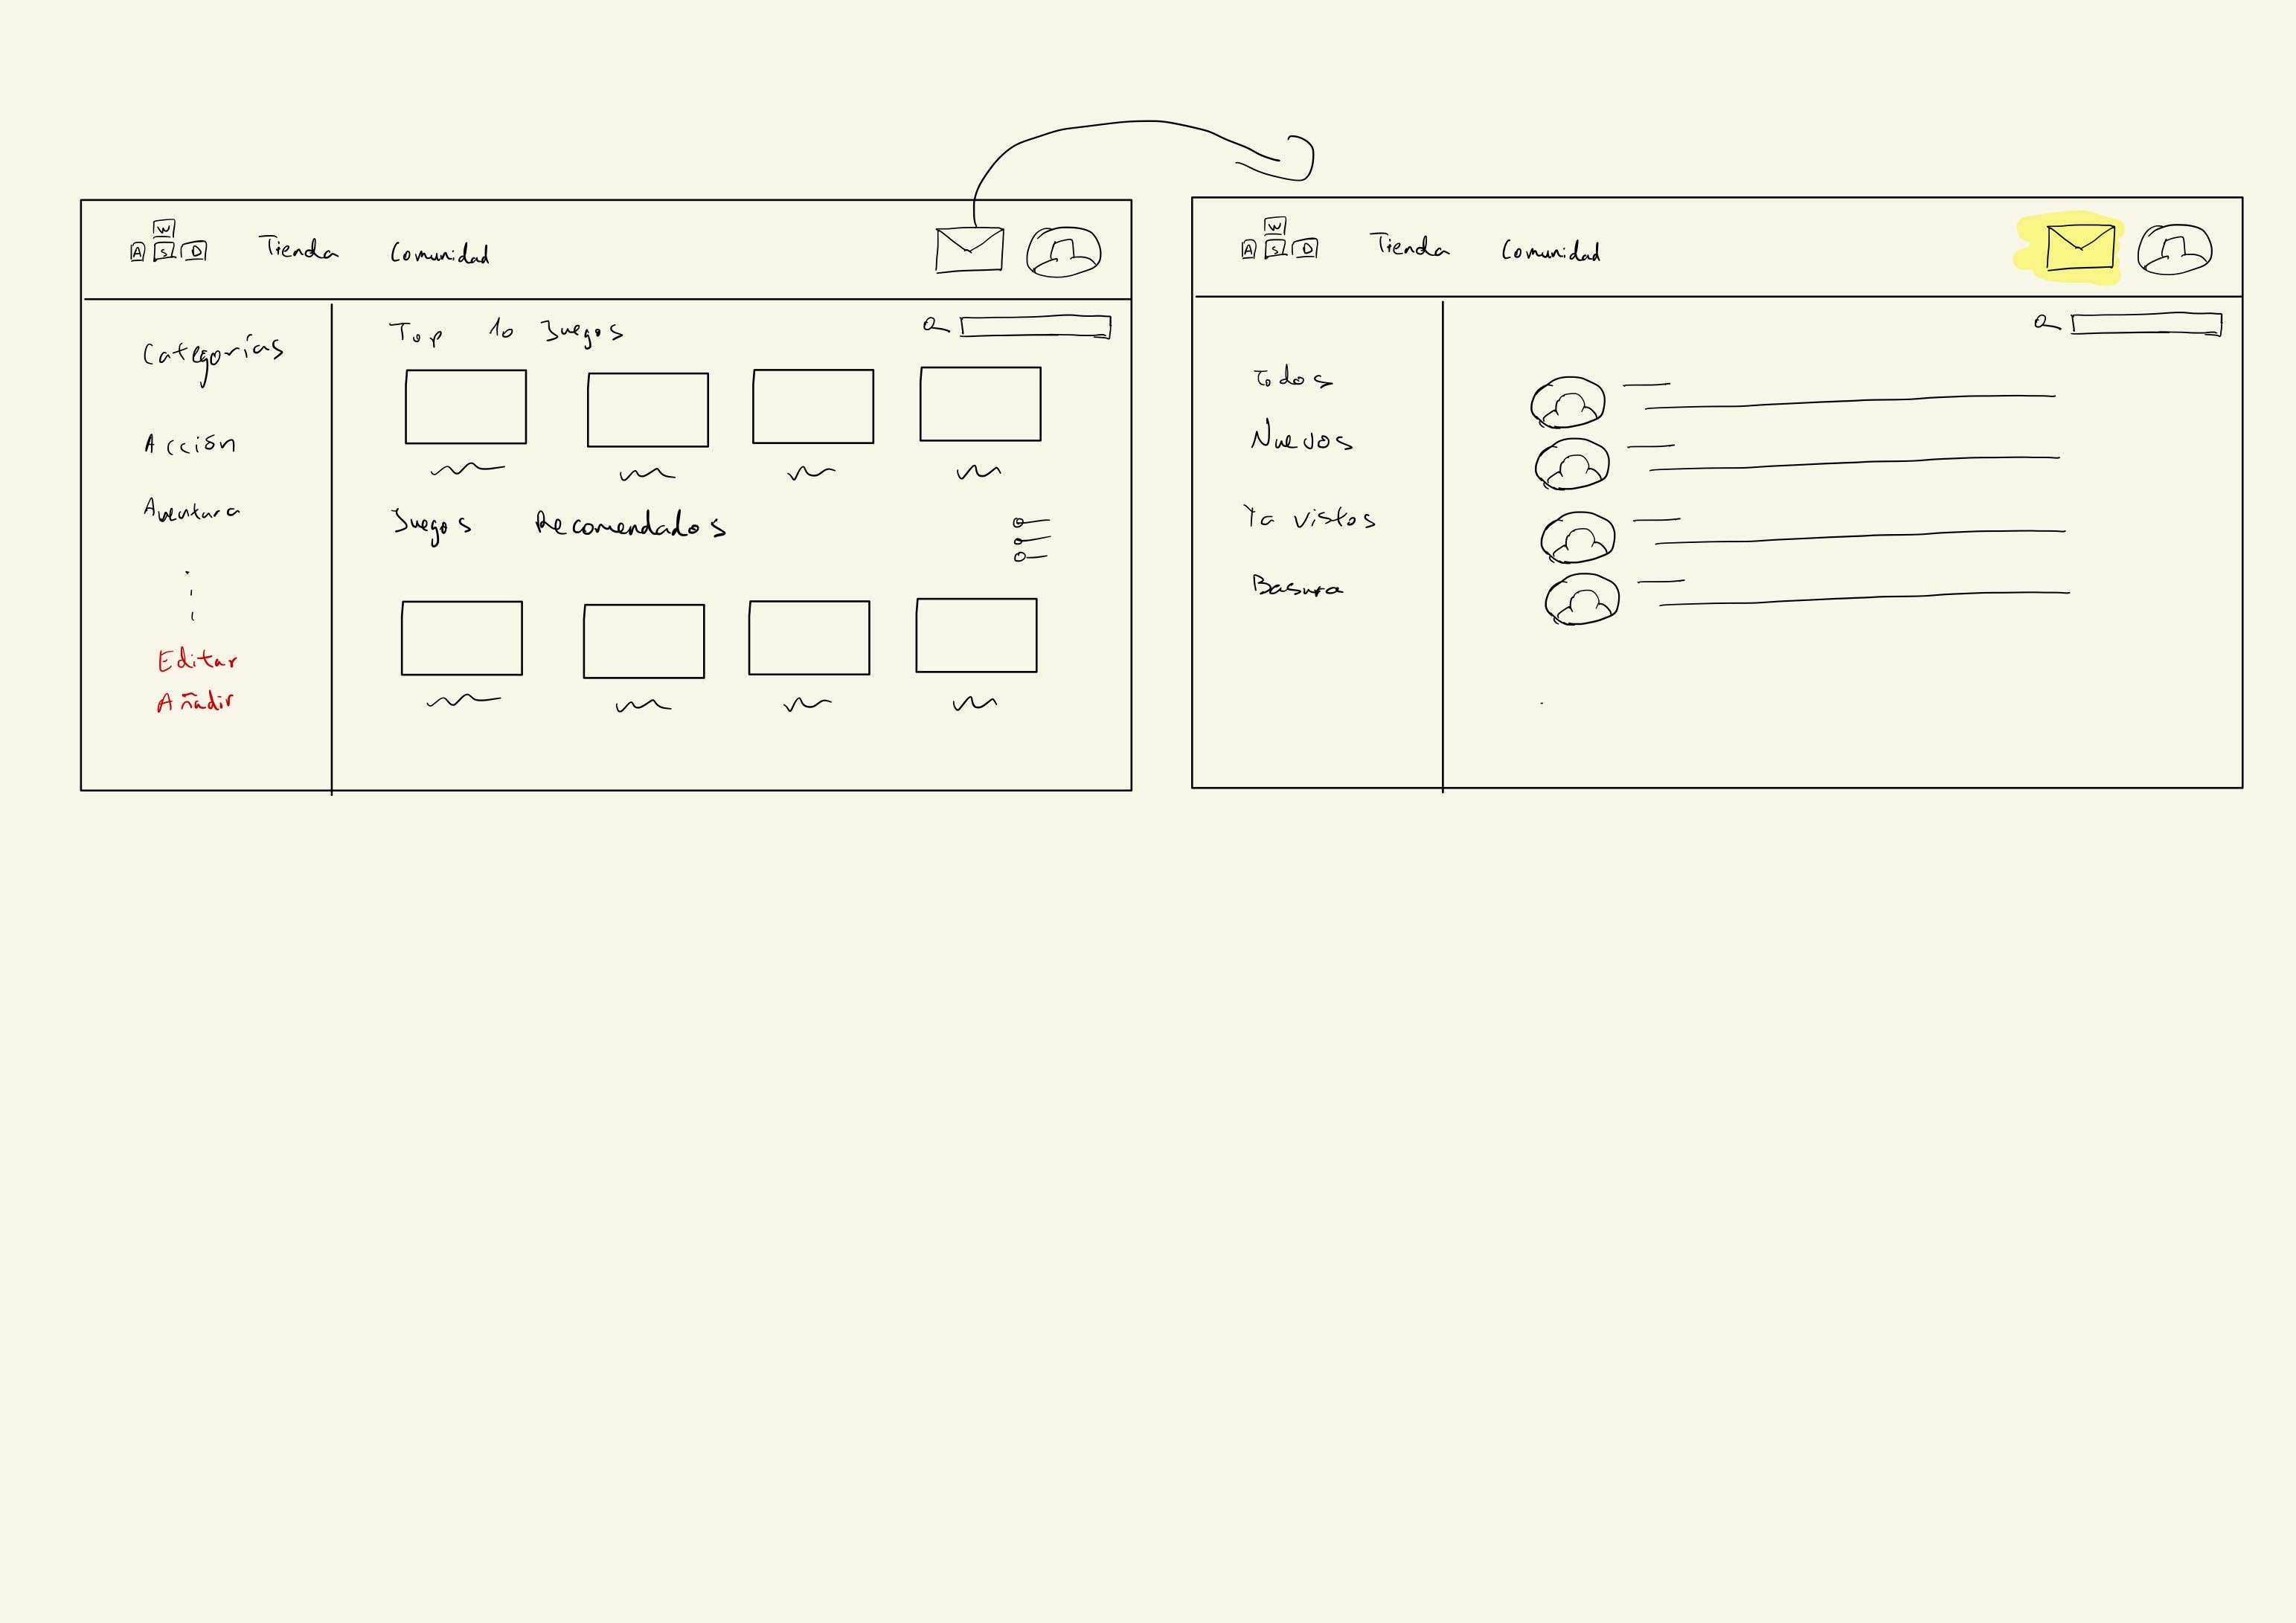 W
A S D Tienda Comunidad
Categorías
Acción
Aventura
Editar
Añadir
Top 10 Juegos
Juegos Recomendados
W
A S D Tienda Comunidad
Todos
Nuevos
Ya vistos
Basura